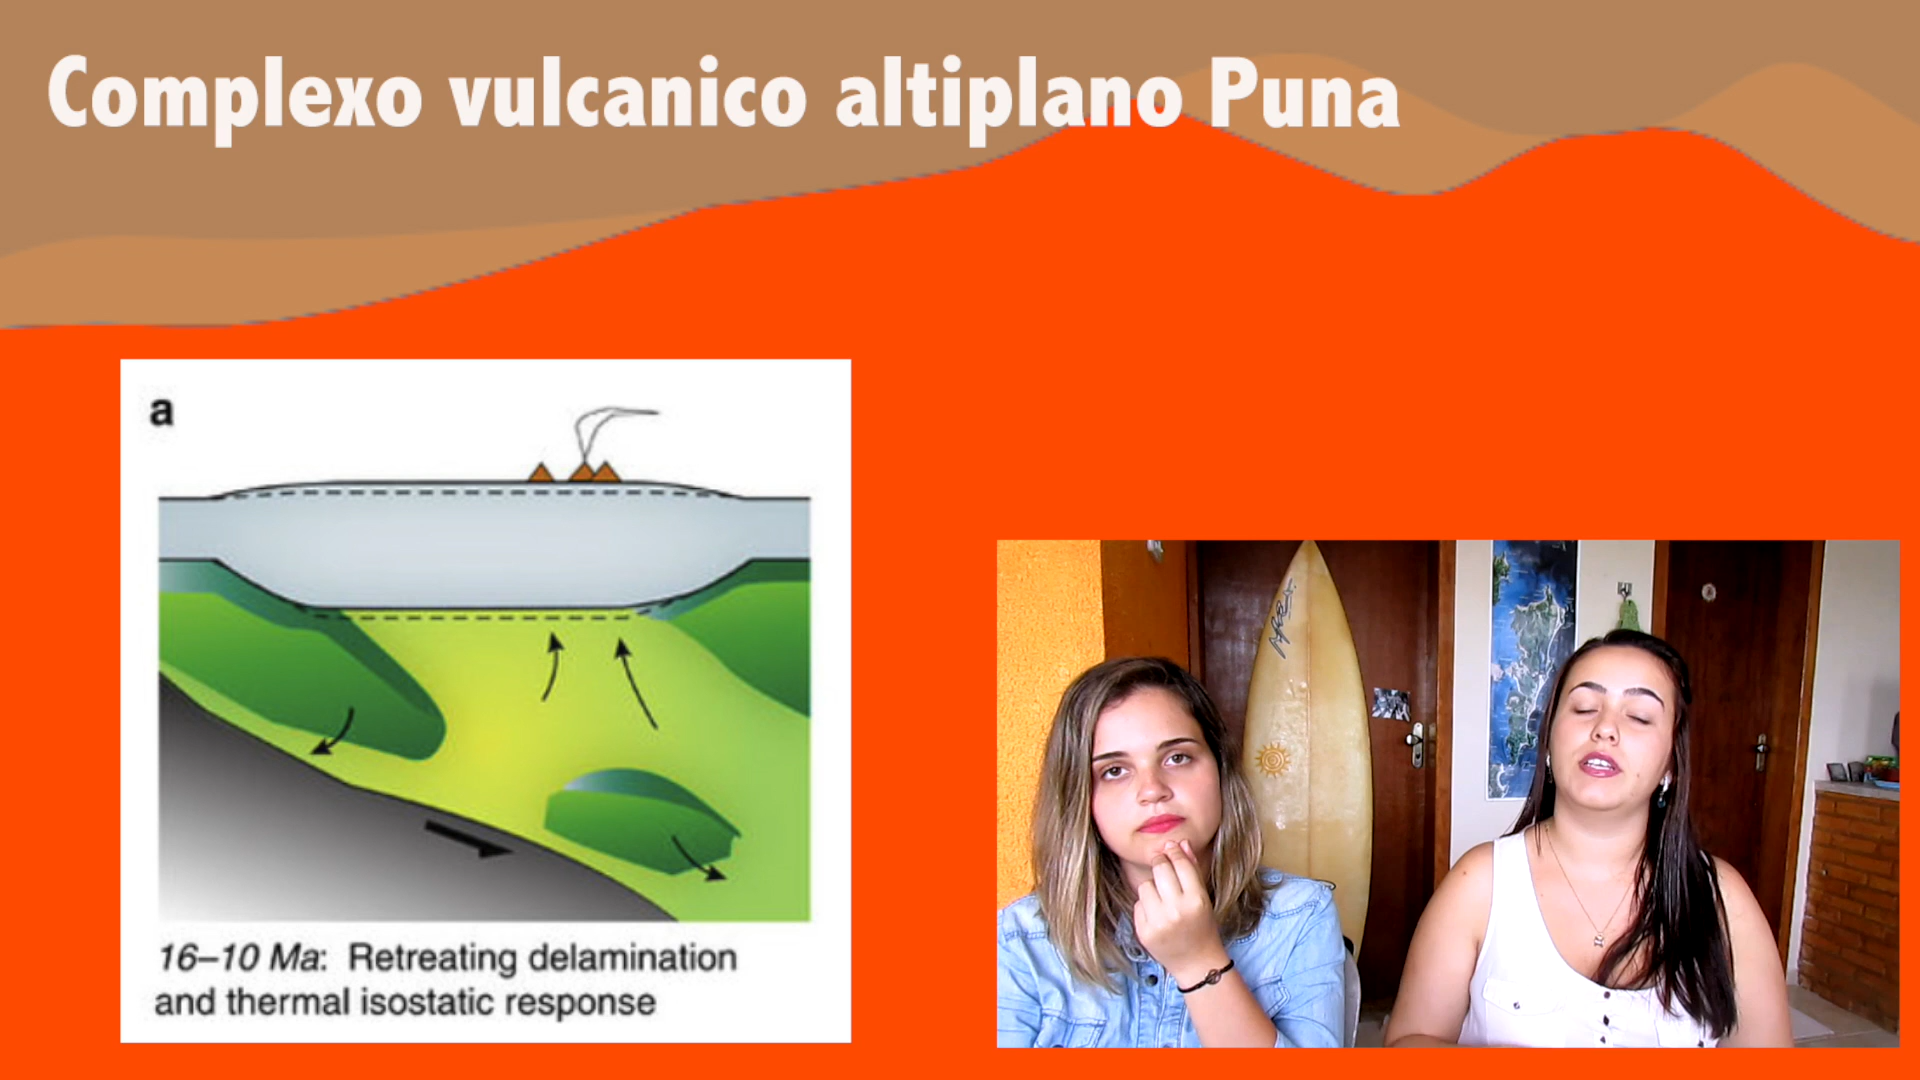 Complexo vulcanico altiplano Puna
a
16–10 Ma: Retreating delamination
and thermal isostatic response